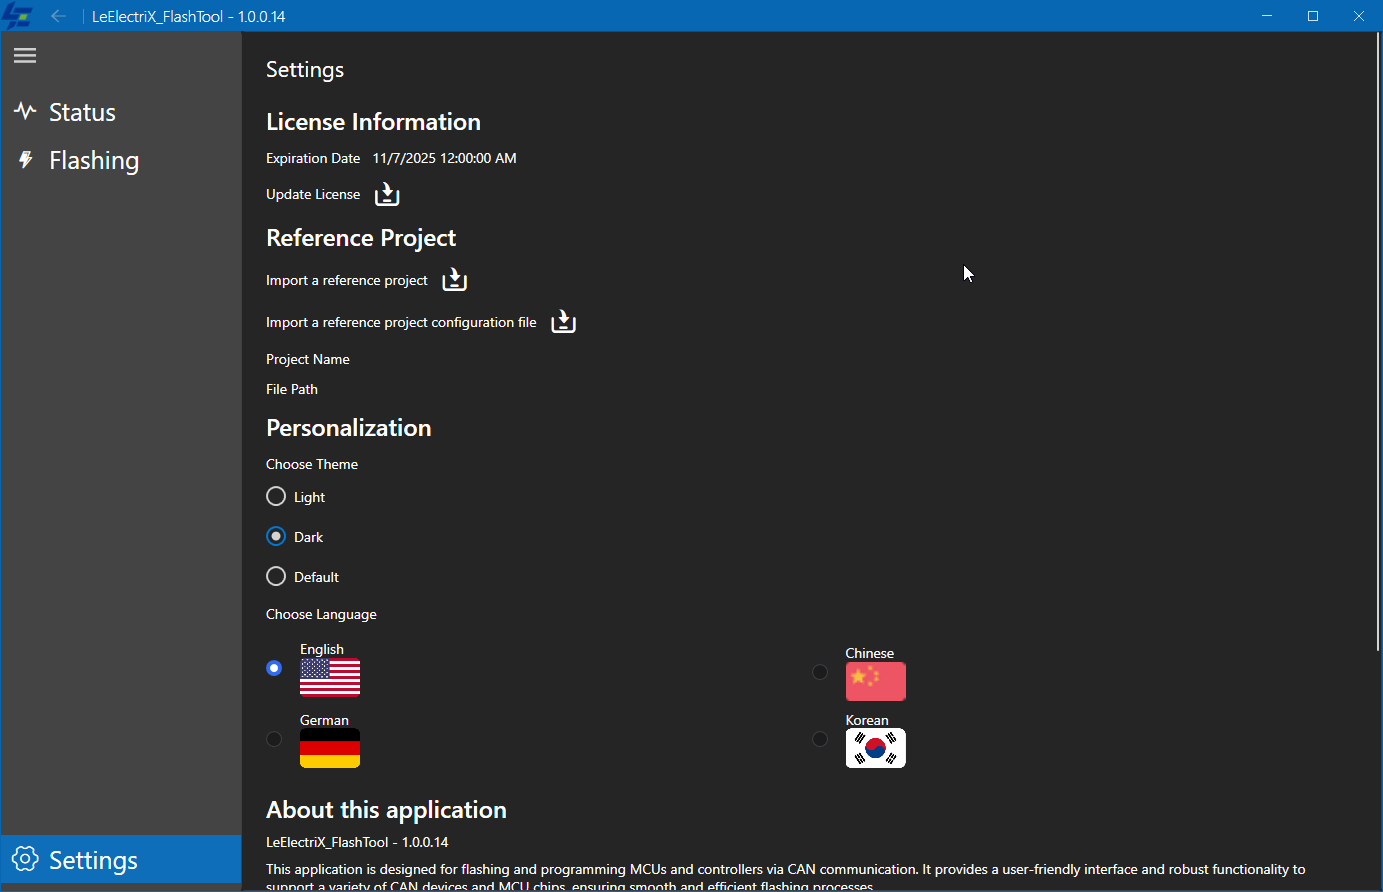 LeElectriX_FlashTool - 1.0.0.14
Status
Flashing
Settings
Settings
License Information
Expiration Date 11/7/2025 12:00:00 AM
Update License
Reference Project
Import a reference project
Import a reference project configuration file
Project Name
File Path
Personalization
Choose Theme
Light
Dark
Default
Choose Language
English
Chinese
German
Korean
About this application
LeElectriX_FlashTool - 1.0.0.14
This application is designed for flashing and programming MCUs and controllers via CAN communication. It provides a user-friendly interface and robust functionality to
support a variety of CAN devices and MCU chips, ensuring smooth and efficient flashing processes.